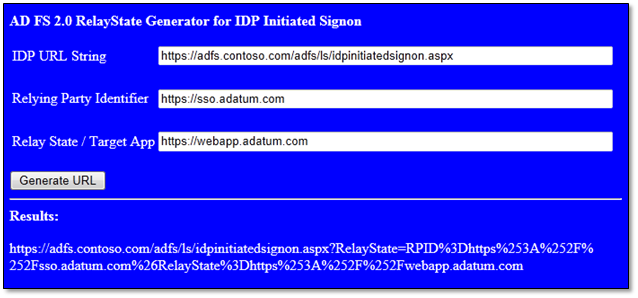 AD FS 2.0 RelayState Generator for IDP Initiated Signon
IDP URL String https://adfs.contoso.com/adfs/ls/idpinitiatedsignon.aspx
Relying Party Identifier https://sso.adatum.com
Relay State / Target App https://webapp.adatum.com
Generate URL
Results:
https://adfs.contoso.com/adfs/ls/idpinitiatedsignon.aspx?RelayState=RPID%3Dhttps%253A%252F%
252Fsso.adatum.com%26RelayState%3Dhttps%253A%252F%252Fwebapp.adatum.com